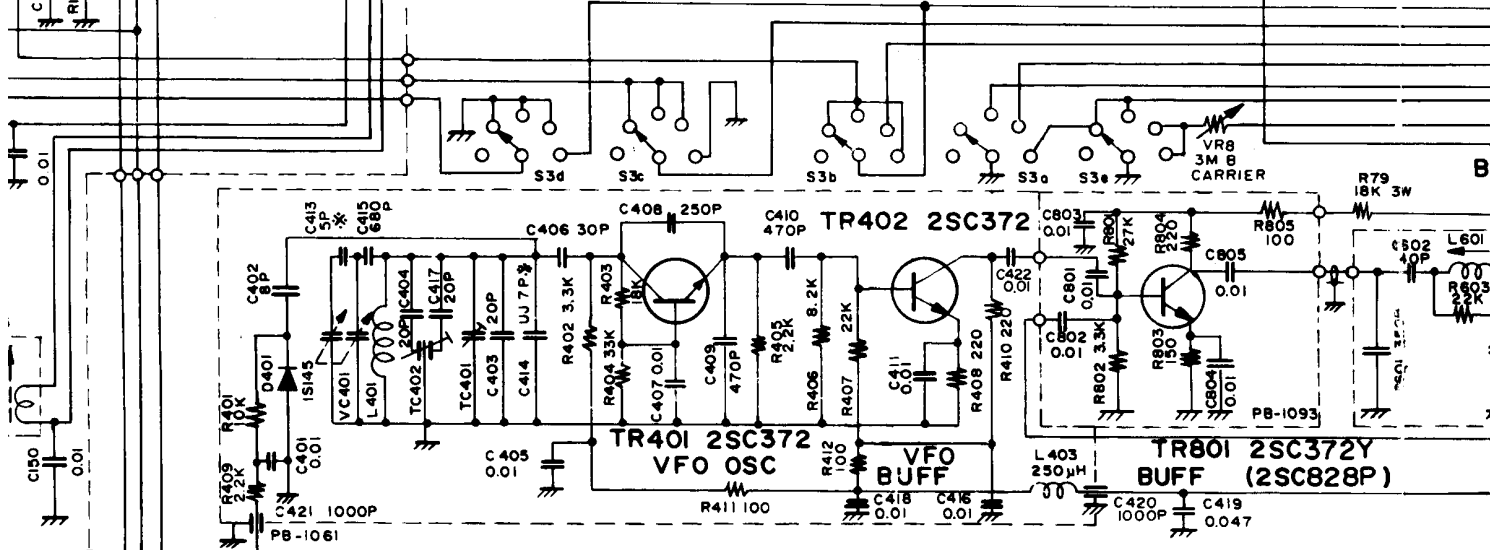 C
R1
0.01
S3d
S3c
S3b
S3a
S3e
VR8
3M B
CARRIER
B
R79
18K 3W
C413
5P ※
C415
680P
C408 250P
C406 30P
C410
470P
TR402 2SC372
C803
0.01
R801
27K
R804
220
R805
100
C402
8P
C404
20P
C417
20P
R403
18K
C422
0.01
C801
0.01
C805
0.01
C602
40P
L601
R603
22K
D401
1S145
VC401
L401
TC402
TC401
C403
20P
C414
UJ 7P※
R402 3.3K
R404 33K
C407 0.01
C409
470P
R405
2.2K
R406 8.2K
R407 22K
C411
0.01
R408 220
R410 220
C802
0.01
R802 3.3K
R803
150
C804
0.01
PB-1093
R401
10K
C401
0.01
R409
2.2K
C150
0.01
C405
0.01
TR401 2SC372
VFO OSC
R412
100
VFO
BUFF
L403
250μH
TR801 2SC372Y
BUFF (2SC828P)
R411 100
C418
0.01
C416
0.01
C420
1000P
C419
0.047
C421 1000P
PB-1061